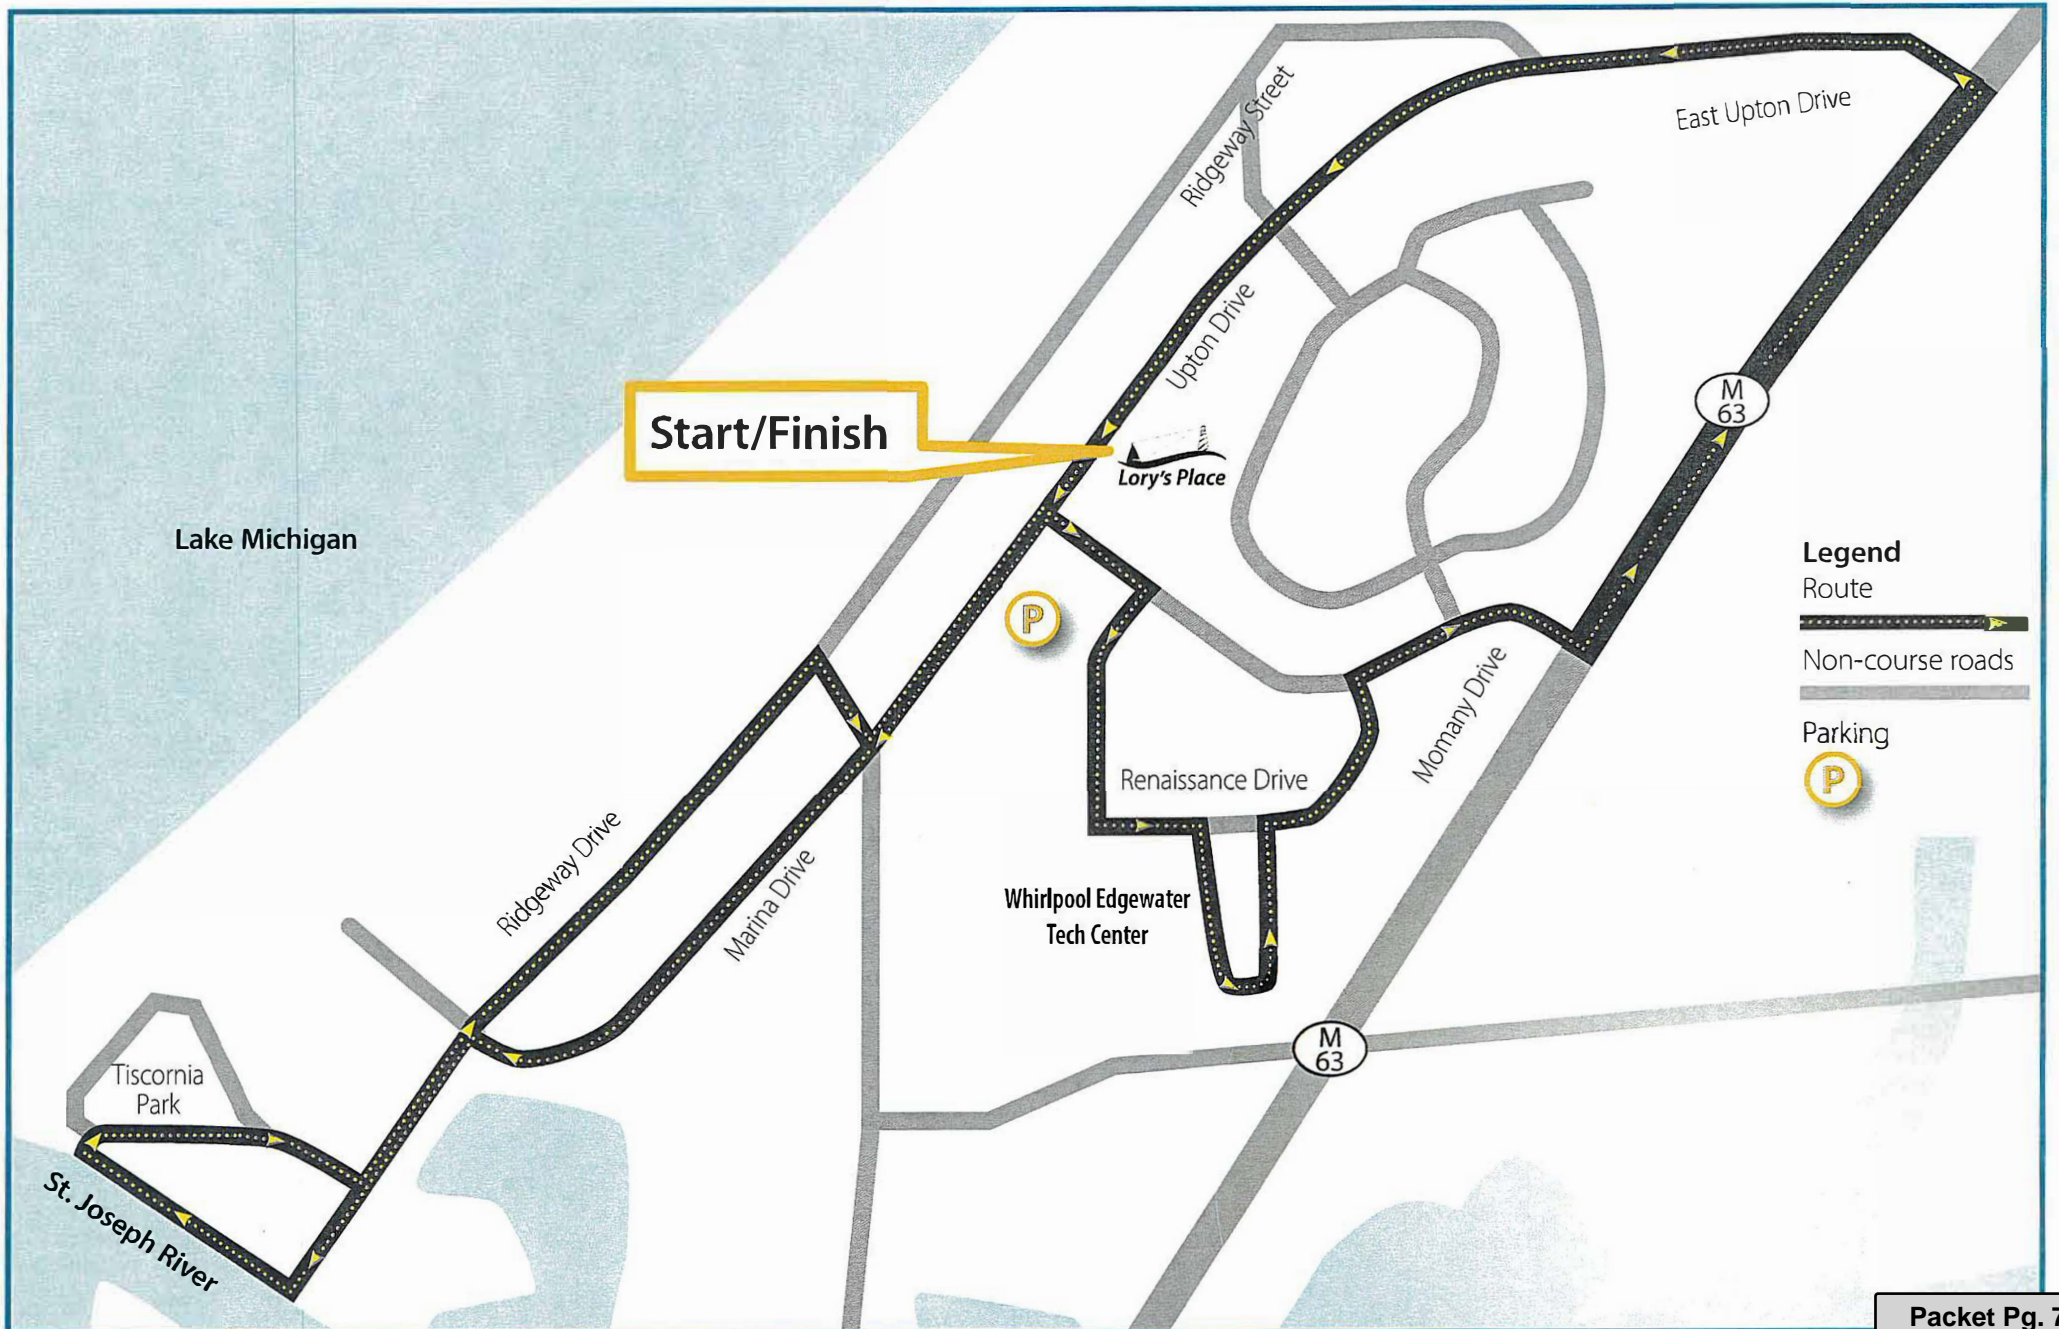 Ridgeway Street
East Upton Drive
Upton Drive
Start/Finish
Lory's Place
M
63
Lake Michigan
Legend
Route
Non-course roads
Parking
P
P
Momany Drive
Renaissance Drive
Ridgeway Drive
Marina Drive
Whirlpool Edgewater
Tech Center
M
63
Tiscornia
Park
St. Joseph River
Packet Pg. 7